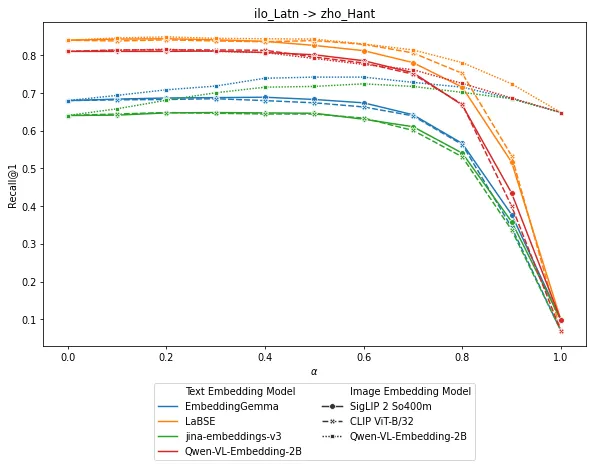 ilo_Latn -> zho_Hant
Recall@1
0.8
0.7
0.6
0.5
0.4
0.3
0.2
0.1
0.0 0.2 0.4 0.6 0.8 1.0
α
Text Embedding Model
EmbeddingGemma
LaBSE
jina-embeddings-v3
Qwen-VL-Embedding-2B
Image Embedding Model
SigLIP 2 So400m
CLIP ViT-B/32
Qwen-VL-Embedding-2B